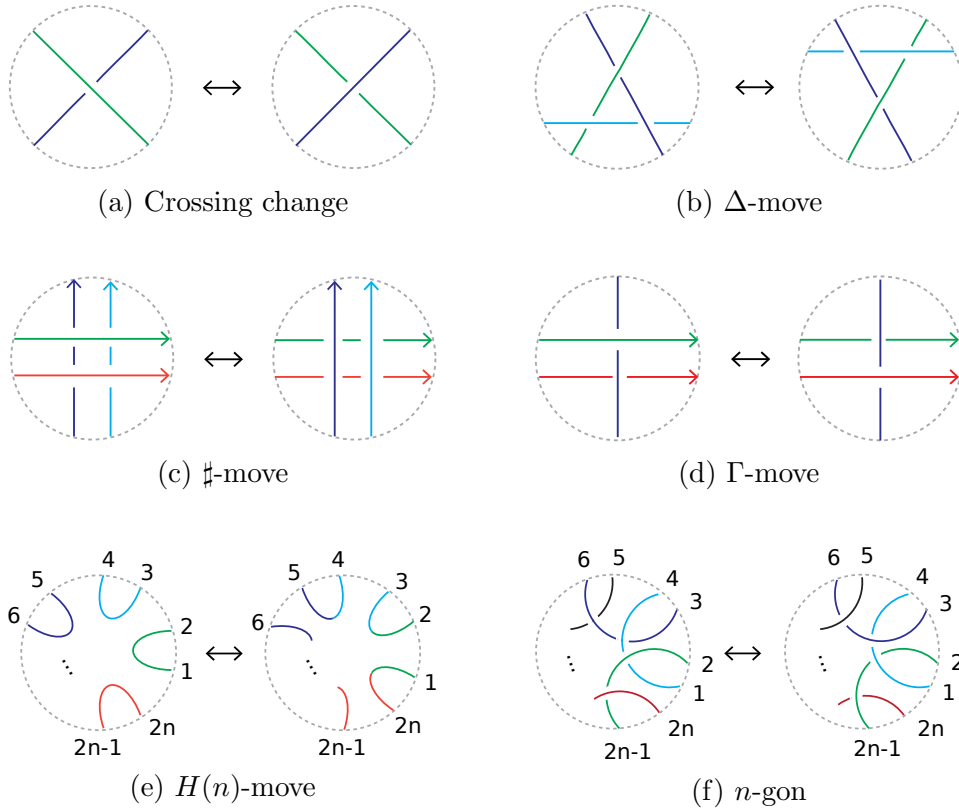 (a) Crossing change
(b) Δ-move
(c) ♯-move
(d) Γ-move
4
5
3
6
2
1
2n
2n-1
4
5
3
6
2
1
2n
2n-1
(e) H(n)-move
6
5
4
3
2
1
2n
2n-1
6
5
4
3
2
1
2n
2n-1
(f) n-gon